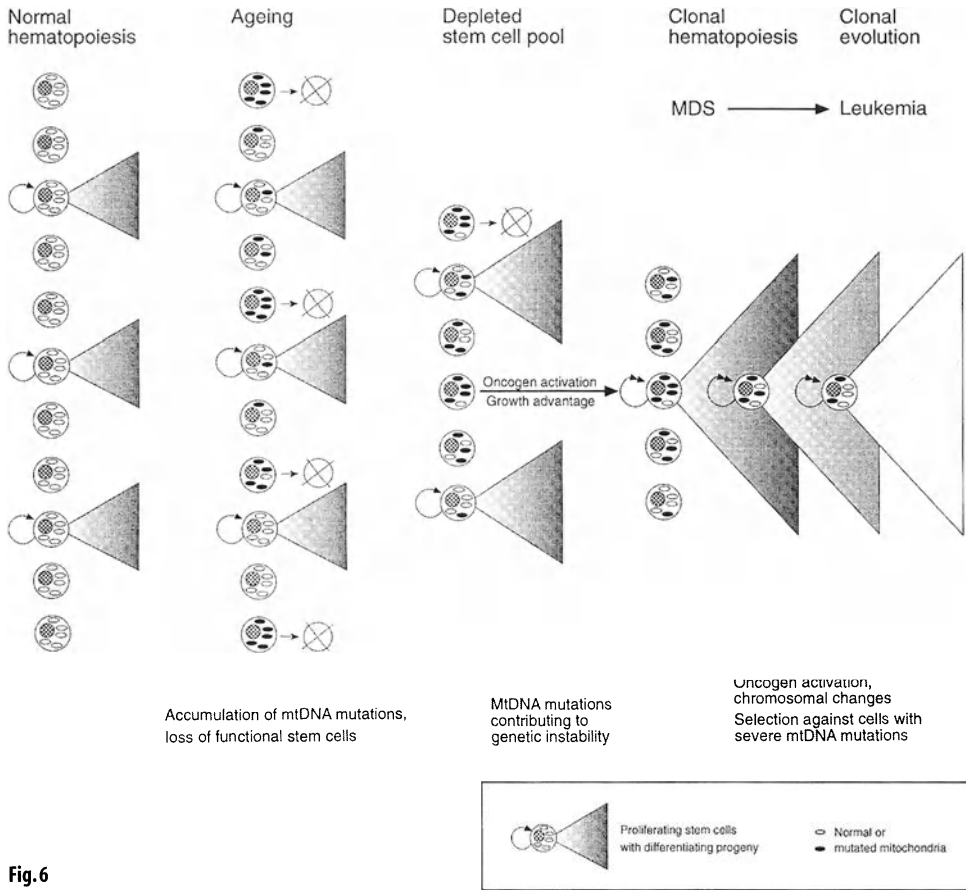 Normal
hematopoiesis
Ageing
Depleted
stem cell pool
Clonal
hematopoiesis
Clonal
evolution
MDS
Leukemia
Oncogen activation
Growth advantage
Accumulation of mtDNA mutations,
loss of functional stem cells
MtDNA mutations
contributing to
genetic instability
Oncogen activation,
chromosomal changes
Selection against cells with
severe mtDNA mutations
Proliferating stem cells
with differentiating progeny
Normal or
mutated mitochondria
Fig.6